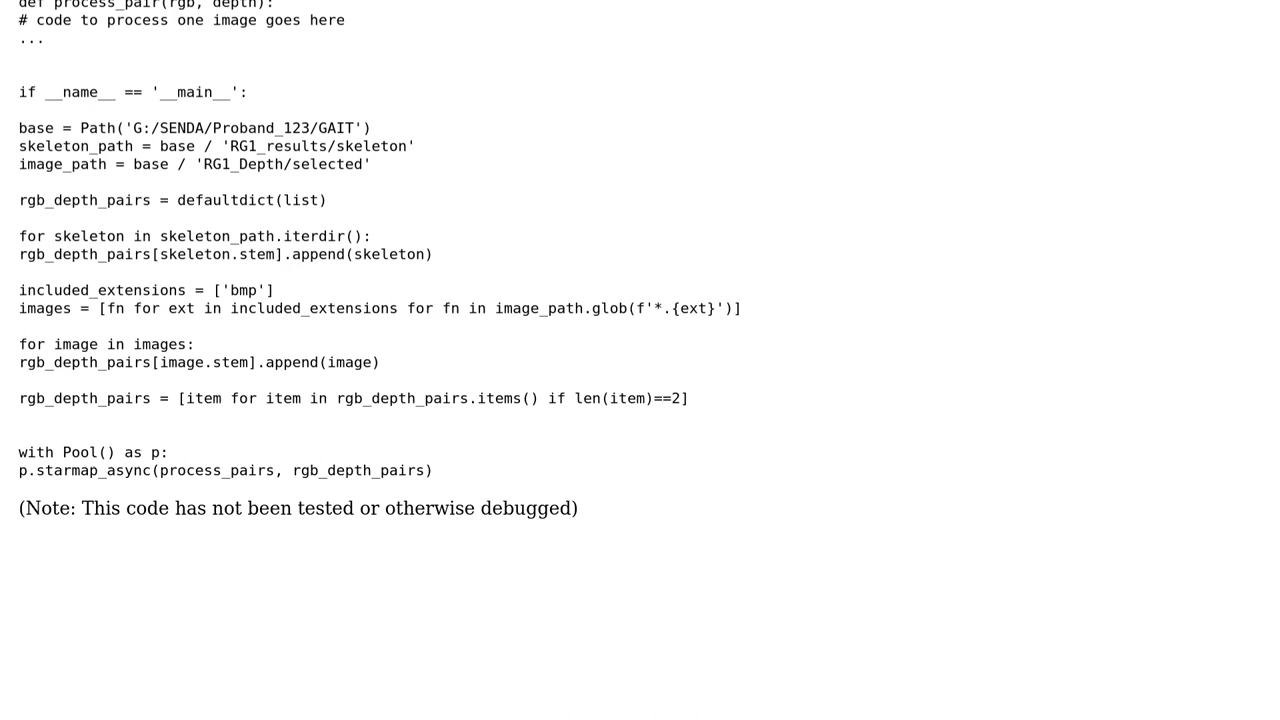 def process_pair(rgb, depth):
# code to process one image goes here
...
if __name__ == '__main__':
base = Path('G:/SENDA/Proband_123/GAIT')
skeleton_path = base / 'RG1_results/skeleton'
image_path = base / 'RG1_Depth/selected'
rgb_depth_pairs = defaultdict(list)
for skeleton in skeleton_path.iterdir():
rgb_depth_pairs[skeleton.stem].append(skeleton)
included_extensions = ['bmp']
images = [fn for ext in included_extensions for fn in image_path.glob(f'*.{ext}')]
for image in images:
rgb_depth_pairs[image.stem].append(image)
rgb_depth_pairs = [item for item in rgb_depth_pairs.items() if len(item)==2]
with Pool() as p:
p.starmap_async(process_pairs, rgb_depth_pairs)
(Note: This code has not been tested or otherwise debugged)